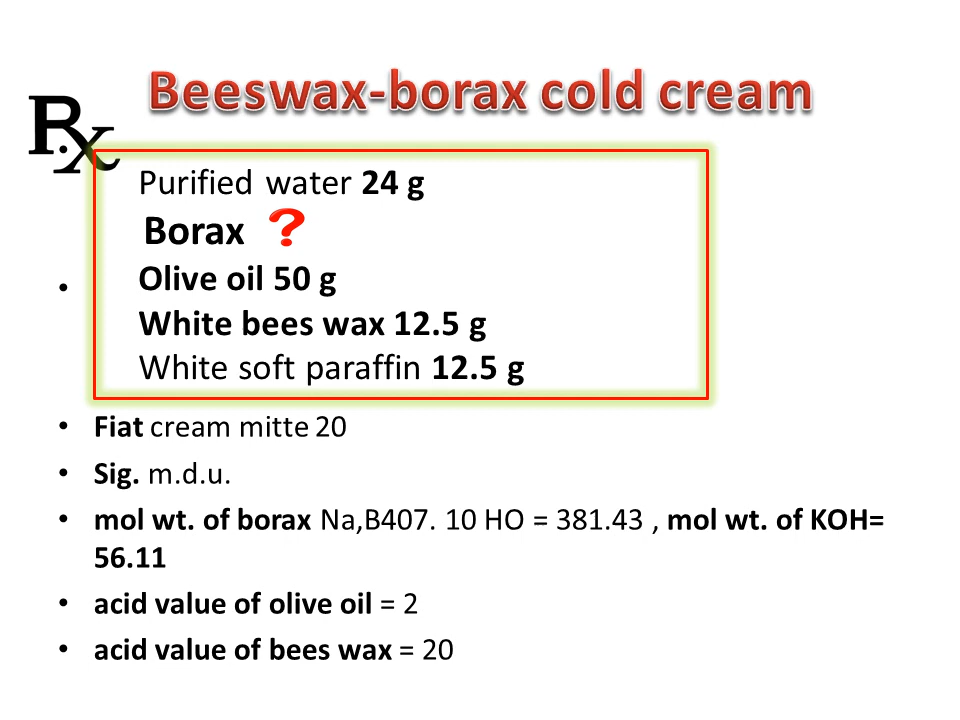 Beeswax-borax cold cream
Rx
Purified water 24 g
Borax ?
• Olive oil 50 g
White bees wax 12.5 g
White soft paraffin 12.5 g
• Fiat cream mitte 20
• Sig. m.d.u.
• mol wt. of borax Na,B407. 10 HO = 381.43 , mol wt. of KOH=
56.11
• acid value of olive oil = 2
• acid value of bees wax = 20